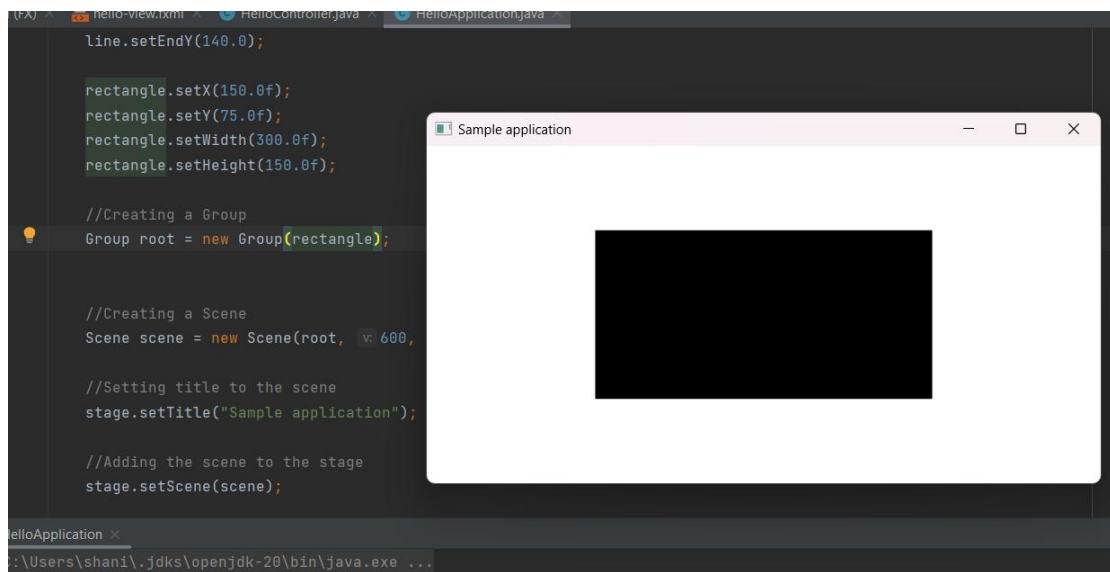 (FX) hello-view.fxml HelloController.java HelloApplication.java
line.setEndY(140.0);
rectangle.setX(150.0f);
rectangle.setY(75.0f);
rectangle.setWidth(300.0f);
rectangle.setHeight(150.0f);
//Creating a Group
Group root = new Group(rectangle);
//Creating a Scene
Scene scene = new Scene(root, v: 600,
//Setting title to the scene
stage.setTitle("Sample application");
//Adding the scene to the stage
stage.setScene(scene);
Sample application
HelloApplication
C:\Users\shani\.jdks\openjdk-20\bin\java.exe ...